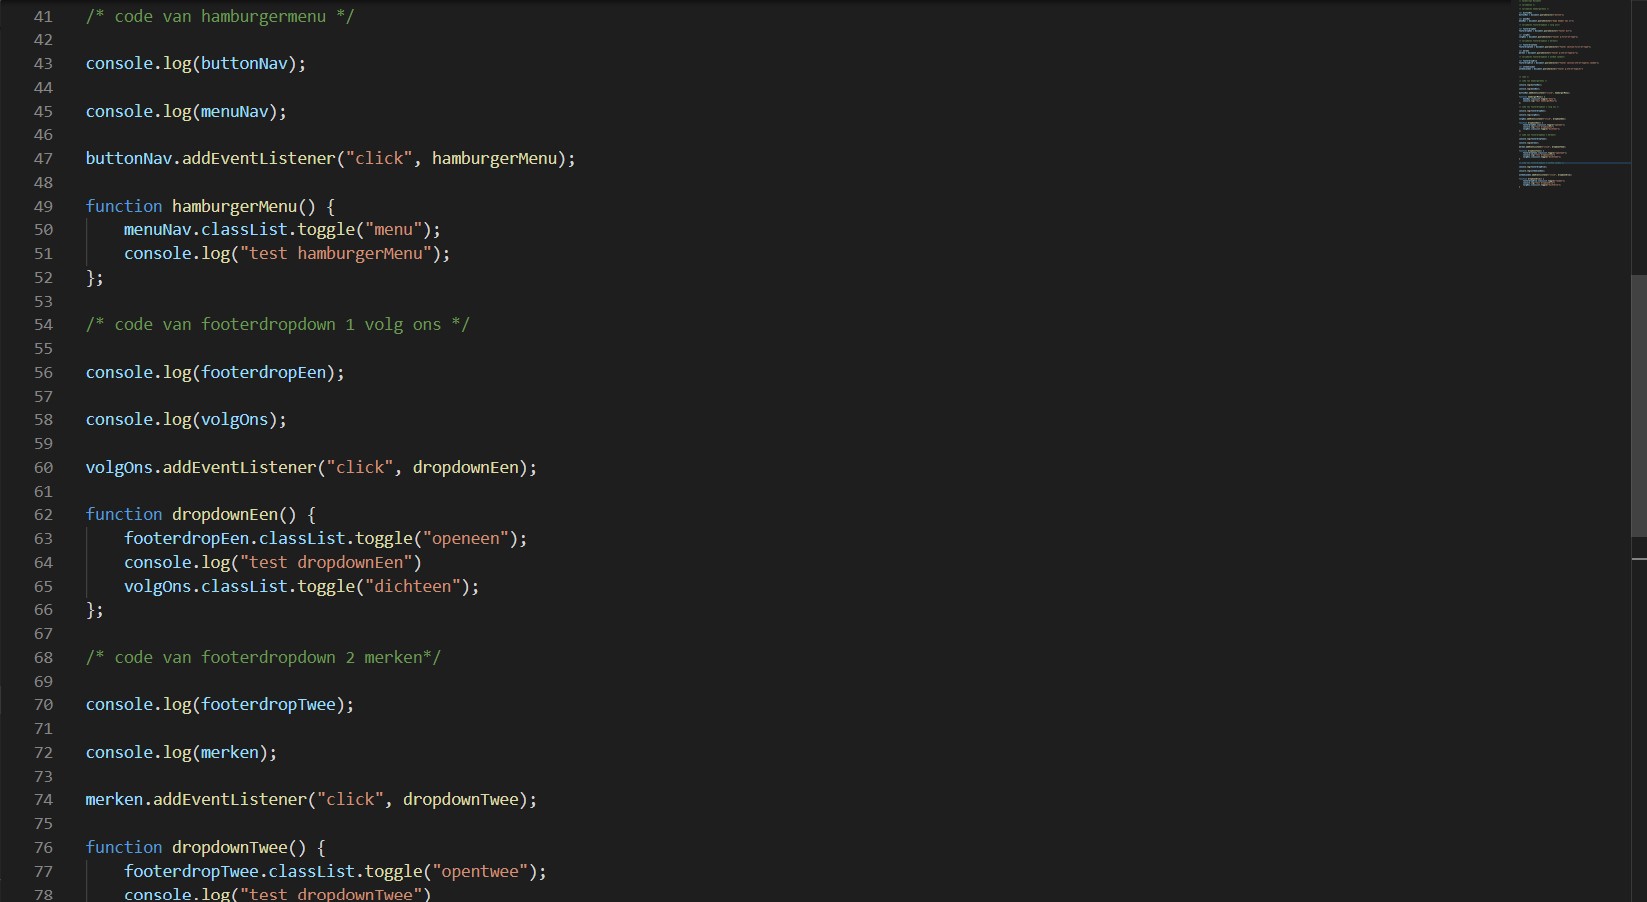 41 /* code van hamburgermenu */
42
43 console.log(buttonNav);
44
45 console.log(menuNav);
46
47 buttonNav.addEventListener("click", hamburgerMenu);
48
49 function hamburgerMenu() {
50     menuNav.classList.toggle("menu");
51     console.log("test hamburgerMenu");
52 };
53
54 /* code van footerdropdown 1 volg ons */
55
56 console.log(footerdropEen);
57
58 console.log(volgOns);
59
60 volgOns.addEventListener("click", dropdownEen);
61
62 function dropdownEen() {
63     footerdropEen.classList.toggle("openeen");
64     console.log("test dropdownEen")
65     volgOns.classList.toggle("dichteen");
66 };
67
68 /* code van footerdropdown 2 merken*/
69
70 console.log(footerdropTwee);
71
72 console.log(merken);
73
74 merken.addEventListener("click", dropdownTwee);
75
76 function dropdownTwee() {
77     footerdropTwee.classList.toggle("opentwee");
78     console.log("test dropdownTwee")